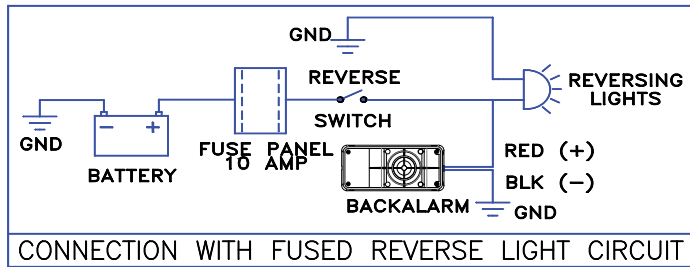 GND
REVERSE
SWITCH
REVERSING
LIGHTS
GND
− +
BATTERY
FUSE PANEL
10 AMP
BACKALARM
RED (+)
BLK (−)
GND
CONNECTION WITH FUSED REVERSE LIGHT CIRCUIT